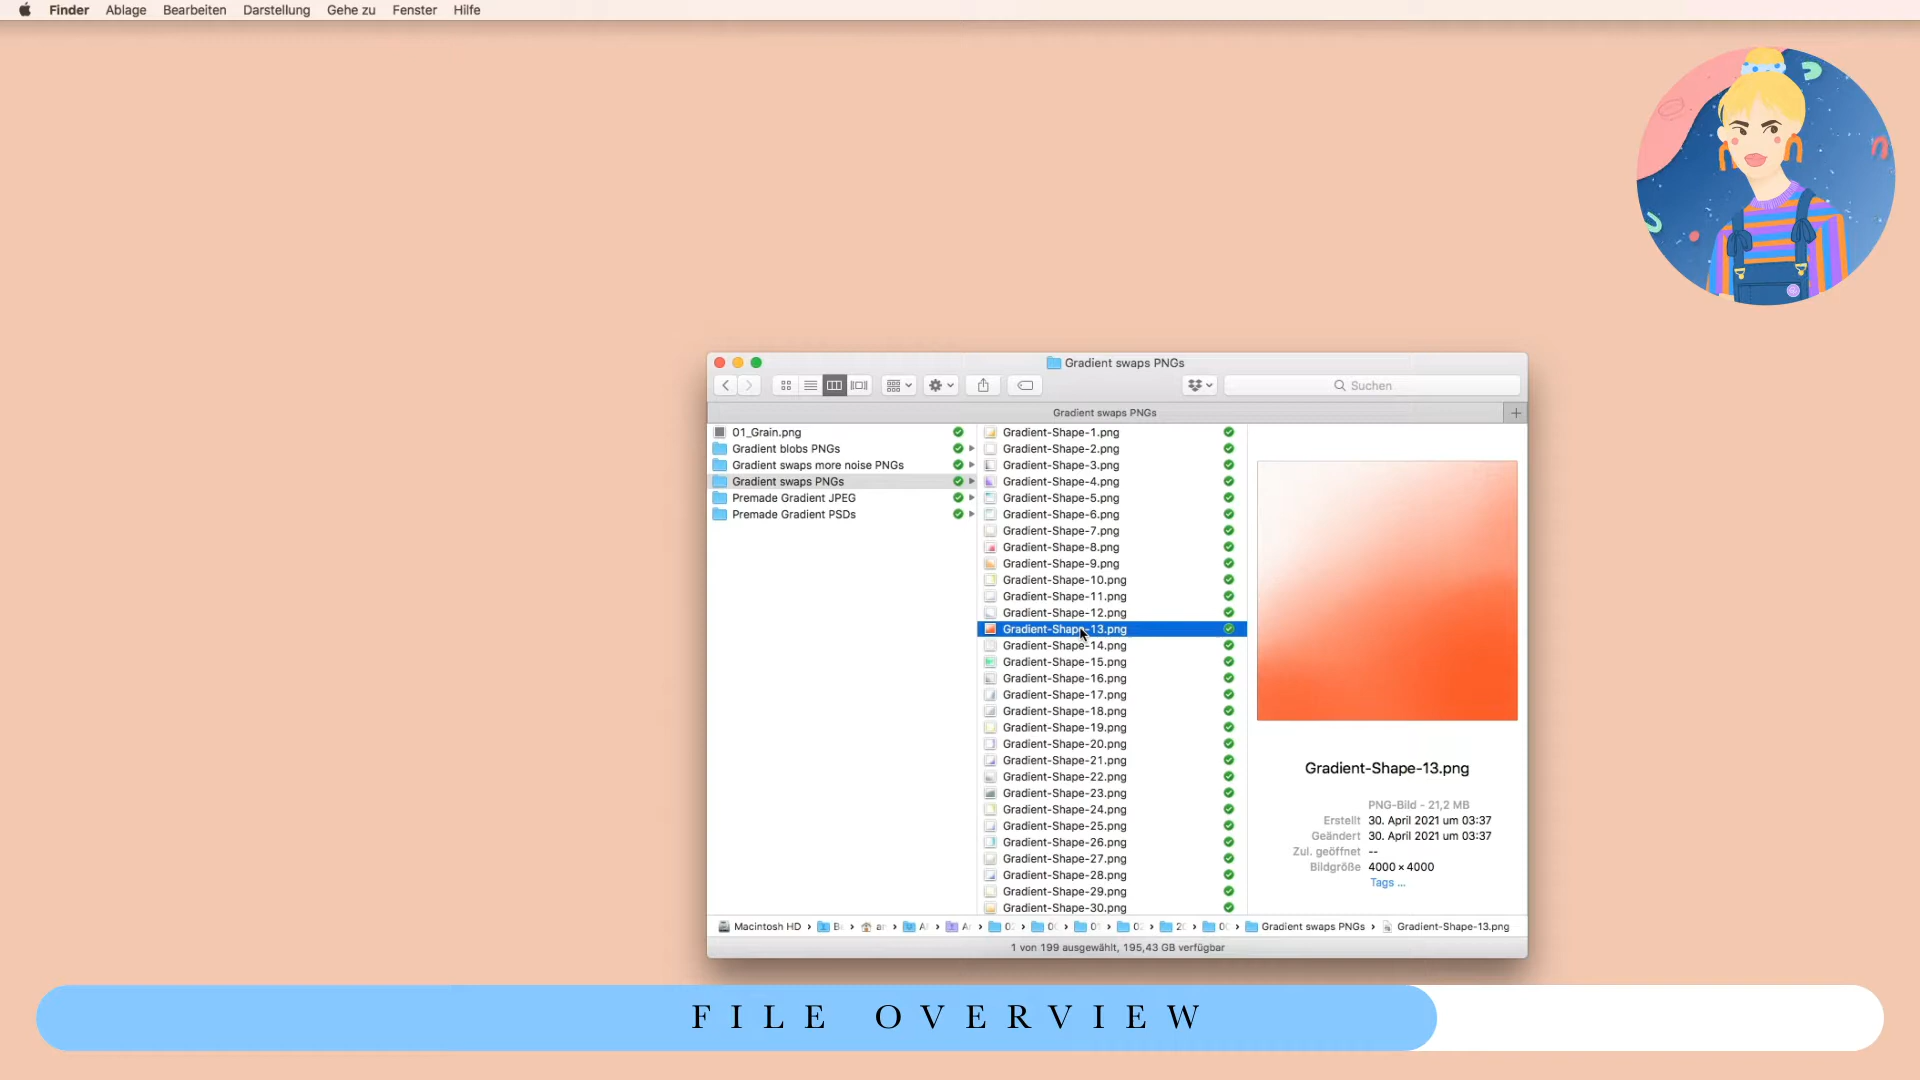 Finder Ablage Bearbeiten Darstellung Gehe zu Fenster Hilfe
Gradient swaps PNGs
Suchen
Gradient swaps PNGs
01_Grain.png
Gradient blobs PNGs
Gradient swaps more noise PNGs
Gradient swaps PNGs
Premade Gradient JPEG
Premade Gradient PSDs
Gradient-Shape-1.png
Gradient-Shape-2.png
Gradient-Shape-3.png
Gradient-Shape-4.png
Gradient-Shape-5.png
Gradient-Shape-6.png
Gradient-Shape-7.png
Gradient-Shape-8.png
Gradient-Shape-9.png
Gradient-Shape-10.png
Gradient-Shape-11.png
Gradient-Shape-12.png
Gradient-Shape-13.png
Gradient-Shape-14.png
Gradient-Shape-15.png
Gradient-Shape-16.png
Gradient-Shape-17.png
Gradient-Shape-18.png
Gradient-Shape-19.png
Gradient-Shape-20.png
Gradient-Shape-21.png
Gradient-Shape-22.png
Gradient-Shape-23.png
Gradient-Shape-24.png
Gradient-Shape-25.png
Gradient-Shape-26.png
Gradient-Shape-27.png
Gradient-Shape-28.png
Gradient-Shape-29.png
Gradient-Shape-30.png
Gradient-Shape-13.png
PNG-Bild - 21,2 MB
Erstellt 30. April 2021 um 03:37
Geändert 30. April 2021 um 03:37
Zul. geöffnet --
Bildgröße 4000 × 4000
Tags ...
Macintosh HD › › › › › › › › › › › Gradient swaps PNGs › Gradient-Shape-13.png
1 von 199 ausgewählt, 195,43 GB verfügbar
FILE OVERVIEW